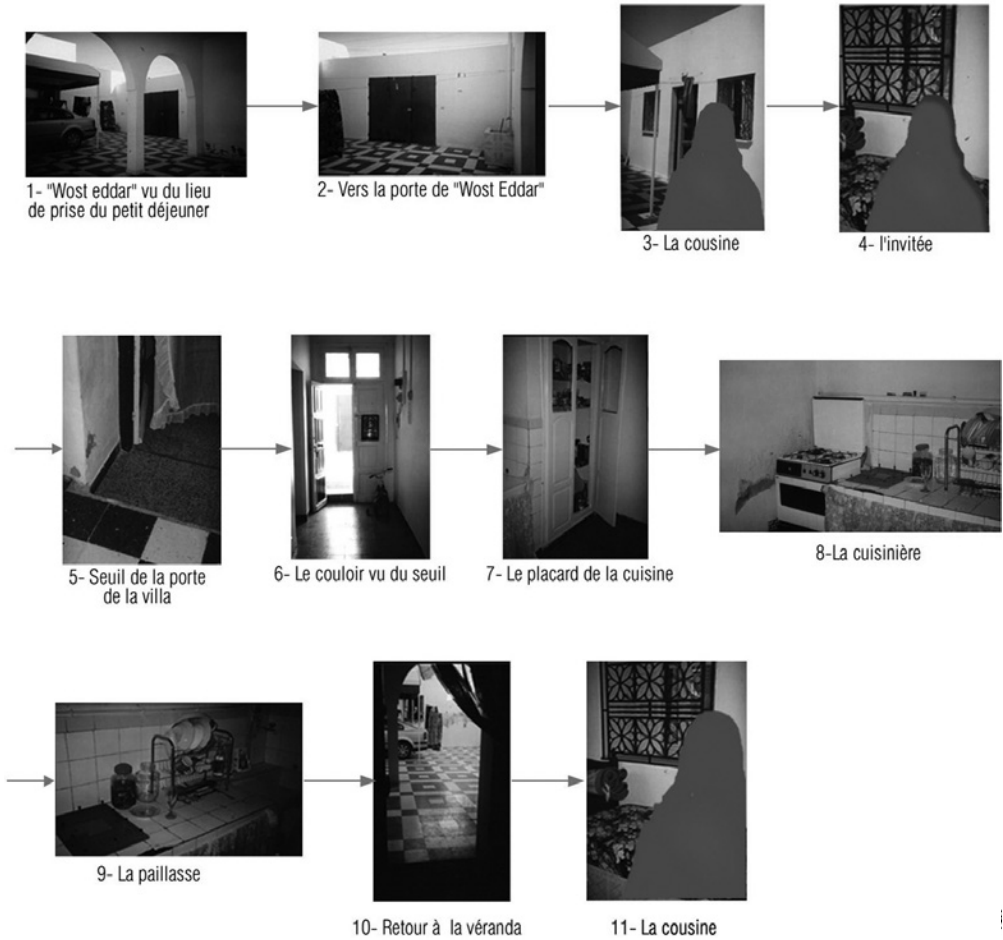 1- "Wost eddar" vu du lieu
de prise du petit déjeuner
2- Vers la porte de "Wost Eddar"
3- La cousine
4- l'invitée
5- Seuil de la porte
de la villa
6- Le couloir vu du seuil
7- Le placard de la cuisine
8-La cuisinière
9- La paillasse
10- Retour à la véranda
11- La cousine